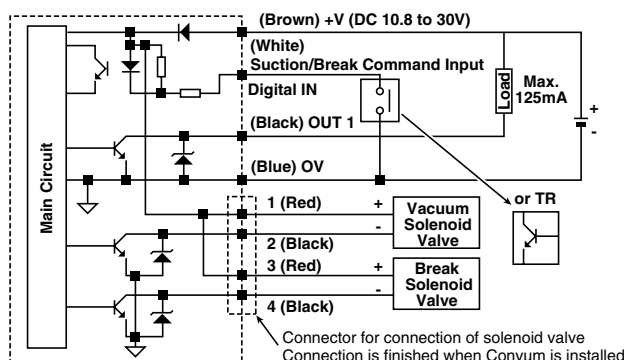 (Brown) +V (DC 10.8 to 30V)
(White)
Suction/Break Command Input
Digital IN
Load
Max.
125mA
+
-
(Black) OUT 1
Main Circuit
(Blue) OV
or TR
1 (Red)
+
Vacuum
Solenoid
Valve
-
2 (Black)
3 (Red)
+
Break
Solenoid
Valve
-
4 (Black)
Connector for connection of solenoid valve
Connection is finished when Convum is installed